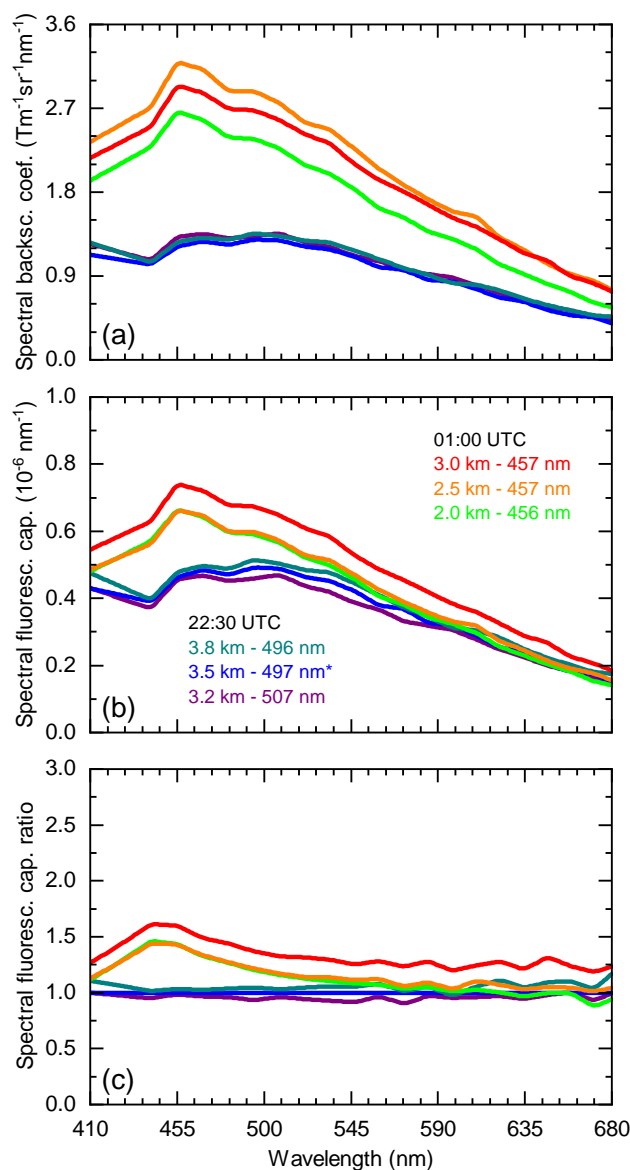 3.6
2.7
1.8
0.9
0.0
Spectral backsc. coef. (Tm⁻¹sr⁻¹nm⁻¹)
(a)
1.0
0.8
0.6
0.4
0.2
0.0
Spectral fluoresc. cap. (10⁻⁶ nm⁻¹)
01:00 UTC
3.0 km - 457 nm
2.5 km - 457 nm
2.0 km - 456 nm
22:30 UTC
3.8 km - 496 nm
3.5 km - 497 nm*
3.2 km - 507 nm
(b)
3.0
2.5
2.0
1.5
1.0
0.5
0.0
Spectral fluoresc. cap. ratio
(c)
410 455 500 545 590 635 680
Wavelength (nm)